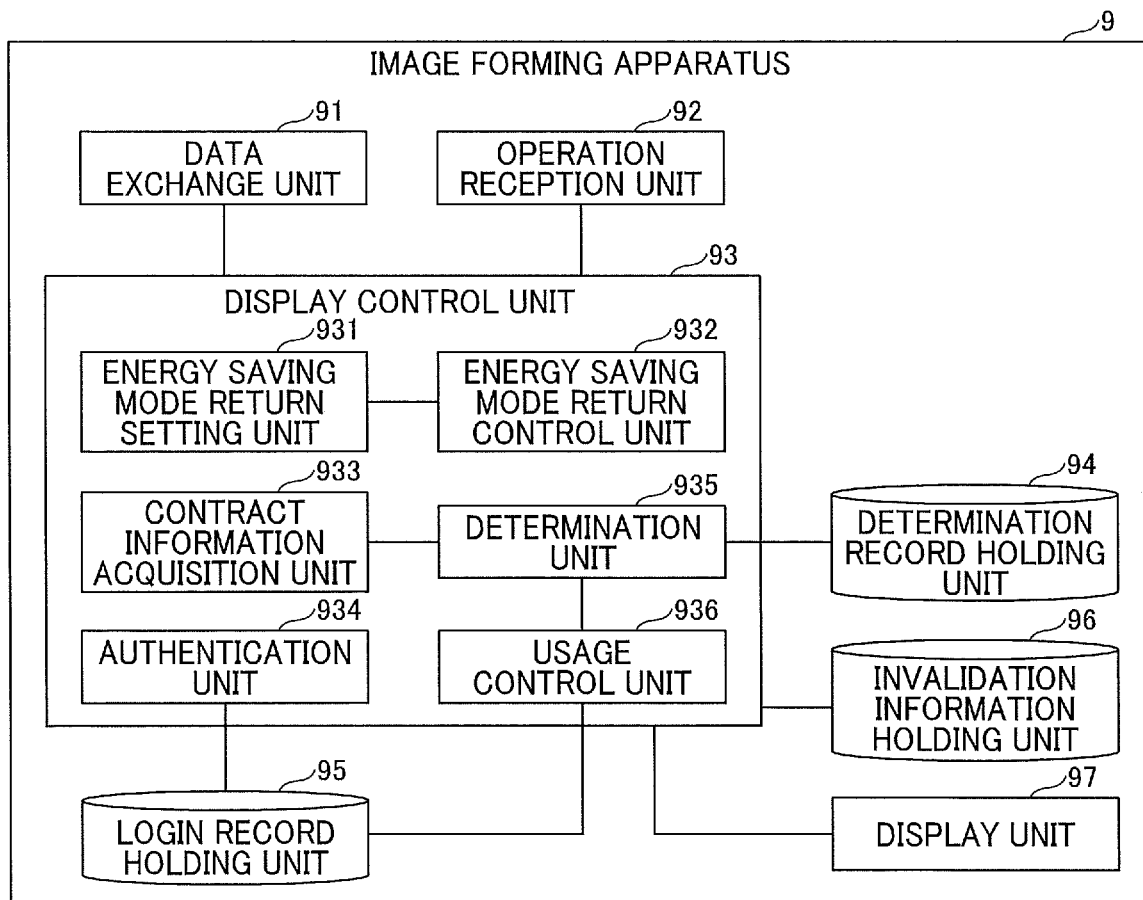 9
IMAGE FORMING APPARATUS
91
DATA
EXCHANGE UNIT
92
OPERATION
RECEPTION UNIT
93
DISPLAY CONTROL UNIT
931
ENERGY SAVING
MODE RETURN
SETTING UNIT
932
ENERGY SAVING
MODE RETURN
CONTROL UNIT
933
CONTRACT
INFORMATION
ACQUISITION UNIT
935
DETERMINATION
UNIT
94
DETERMINATION
RECORD HOLDING
UNIT
934
AUTHENTICATION
UNIT
936
USAGE
CONTROL UNIT
96
INVALIDATION
INFORMATION
HOLDING UNIT
95
LOGIN RECORD
HOLDING UNIT
97
DISPLAY UNIT